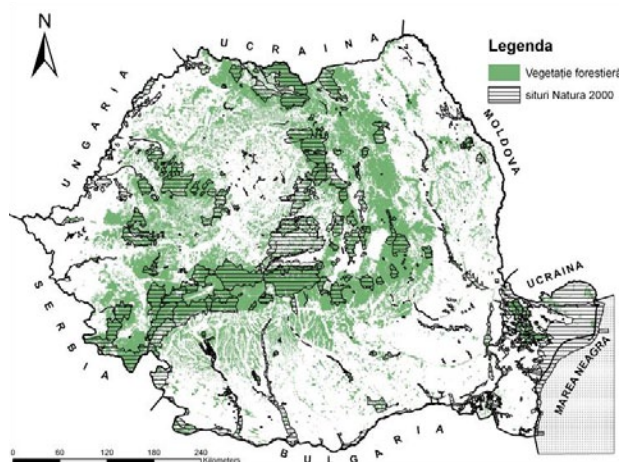 N
UCRAINA
Legenda
Vegetație forestieră
situri Natura 2000
UNGARIA
MOLDOVA
UCRAINA
SERBIA
MAREA NEAGRA
BULGARIA
0 60 120 180 240
Kilometers